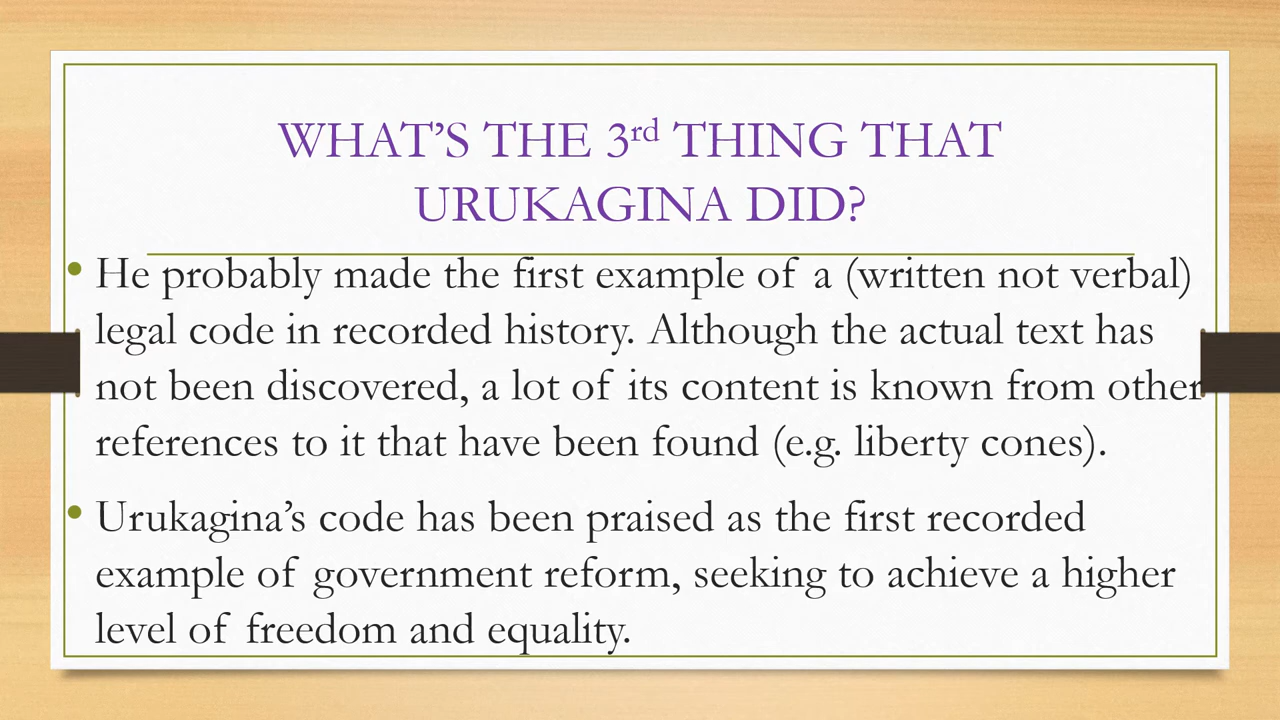 WHAT’S THE 3rd THING THAT
URUKAGINA DID?
• He probably made the first example of a (written not verbal)
legal code in recorded history. Although the actual text has
not been discovered, a lot of its content is known from other
references to it that have been found (e.g. liberty cones).
• Urukagina’s code has been praised as the first recorded
example of government reform, seeking to achieve a higher
level of freedom and equality.